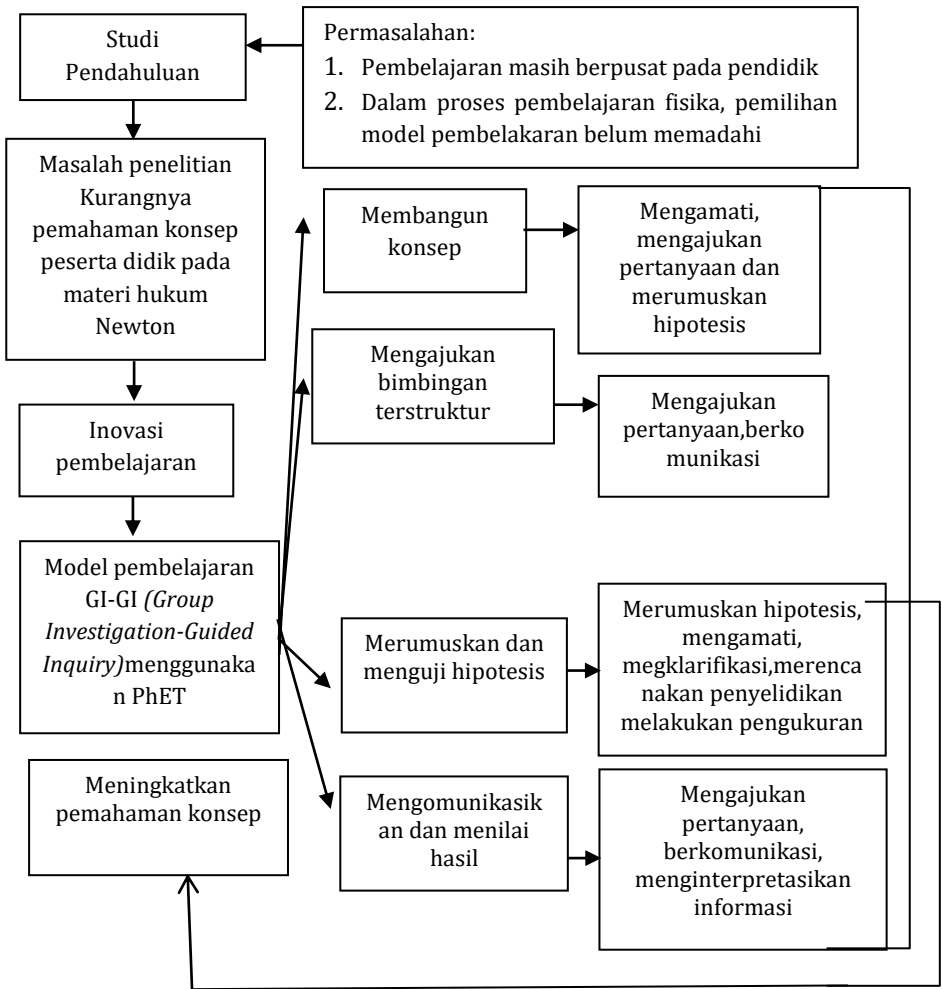 Studi
Pendahuluan
Permasalahan:
1. Pembelajaran masih berpusat pada pendidik
2. Dalam proses pembelajaran fisika, pemilihan
model pembelakaran belum memadahi
Masalah penelitian
Kurangnya
pemahaman konsep
peserta didik pada
materi hukum
Newton
Membangun
konsep
Mengamati,
mengajukan
pertanyaan dan
merumuskan
hipotesis
Mengajukan
bimbingan
terstruktur
Mengajukan
pertanyaan,berko
munikasi
Inovasi
pembelajaran
Model pembelajaran
GI-GI (Group
Investigation-Guided
Inquiry)menggunaka
n PhET
Merumuskan dan
menguji hipotesis
Merumuskan hipotesis,
mengamati,
megklarifikasi,merenca
nakan penyelidikan
melakukan pengukuran
Meningkatkan
pemahaman konsep
Mengomunikasik
an dan menilai
hasil
Mengajukan
pertanyaan,
berkomunikasi,
menginterpretasikan
informasi